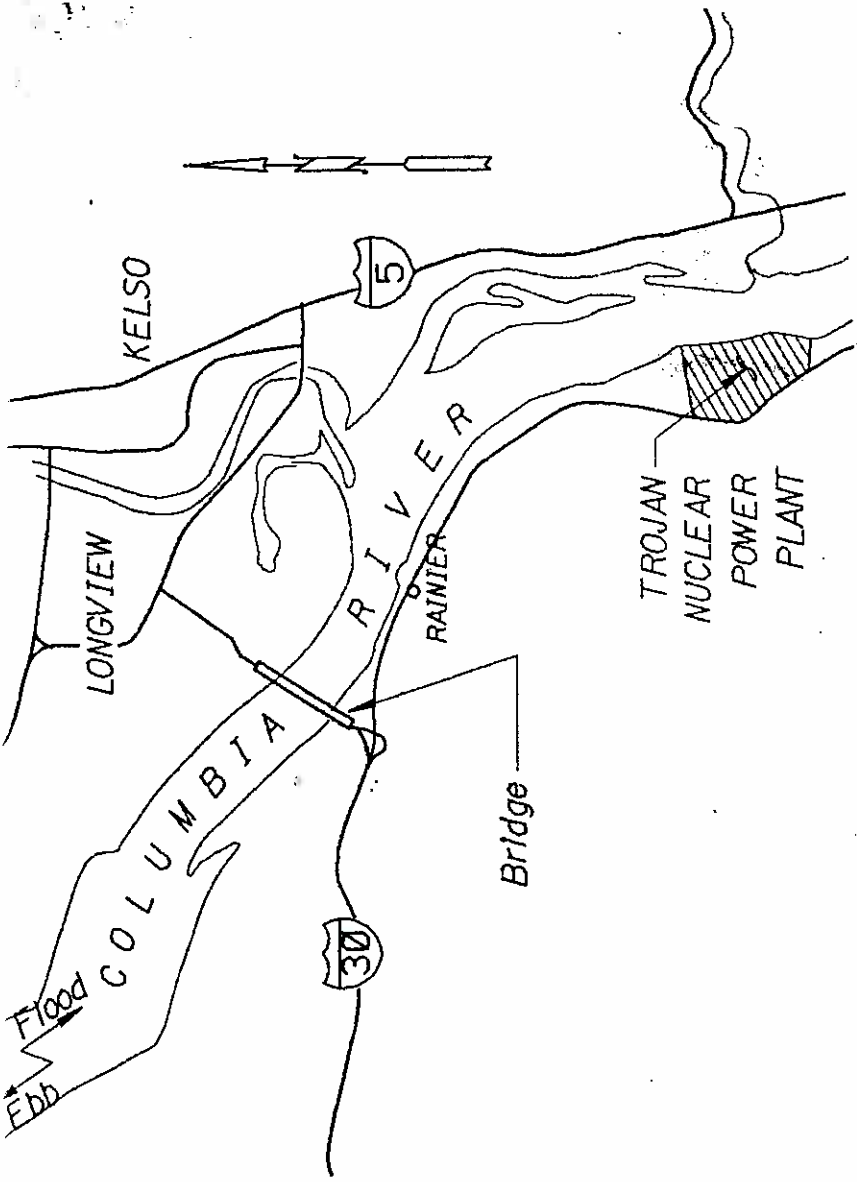 KELSO
5
LONGVIEW
COLUMBIA RIVER
RAINIER
TROJAN
NUCLEAR
POWER
PLANT
Bridge
30
Flood
Ebb